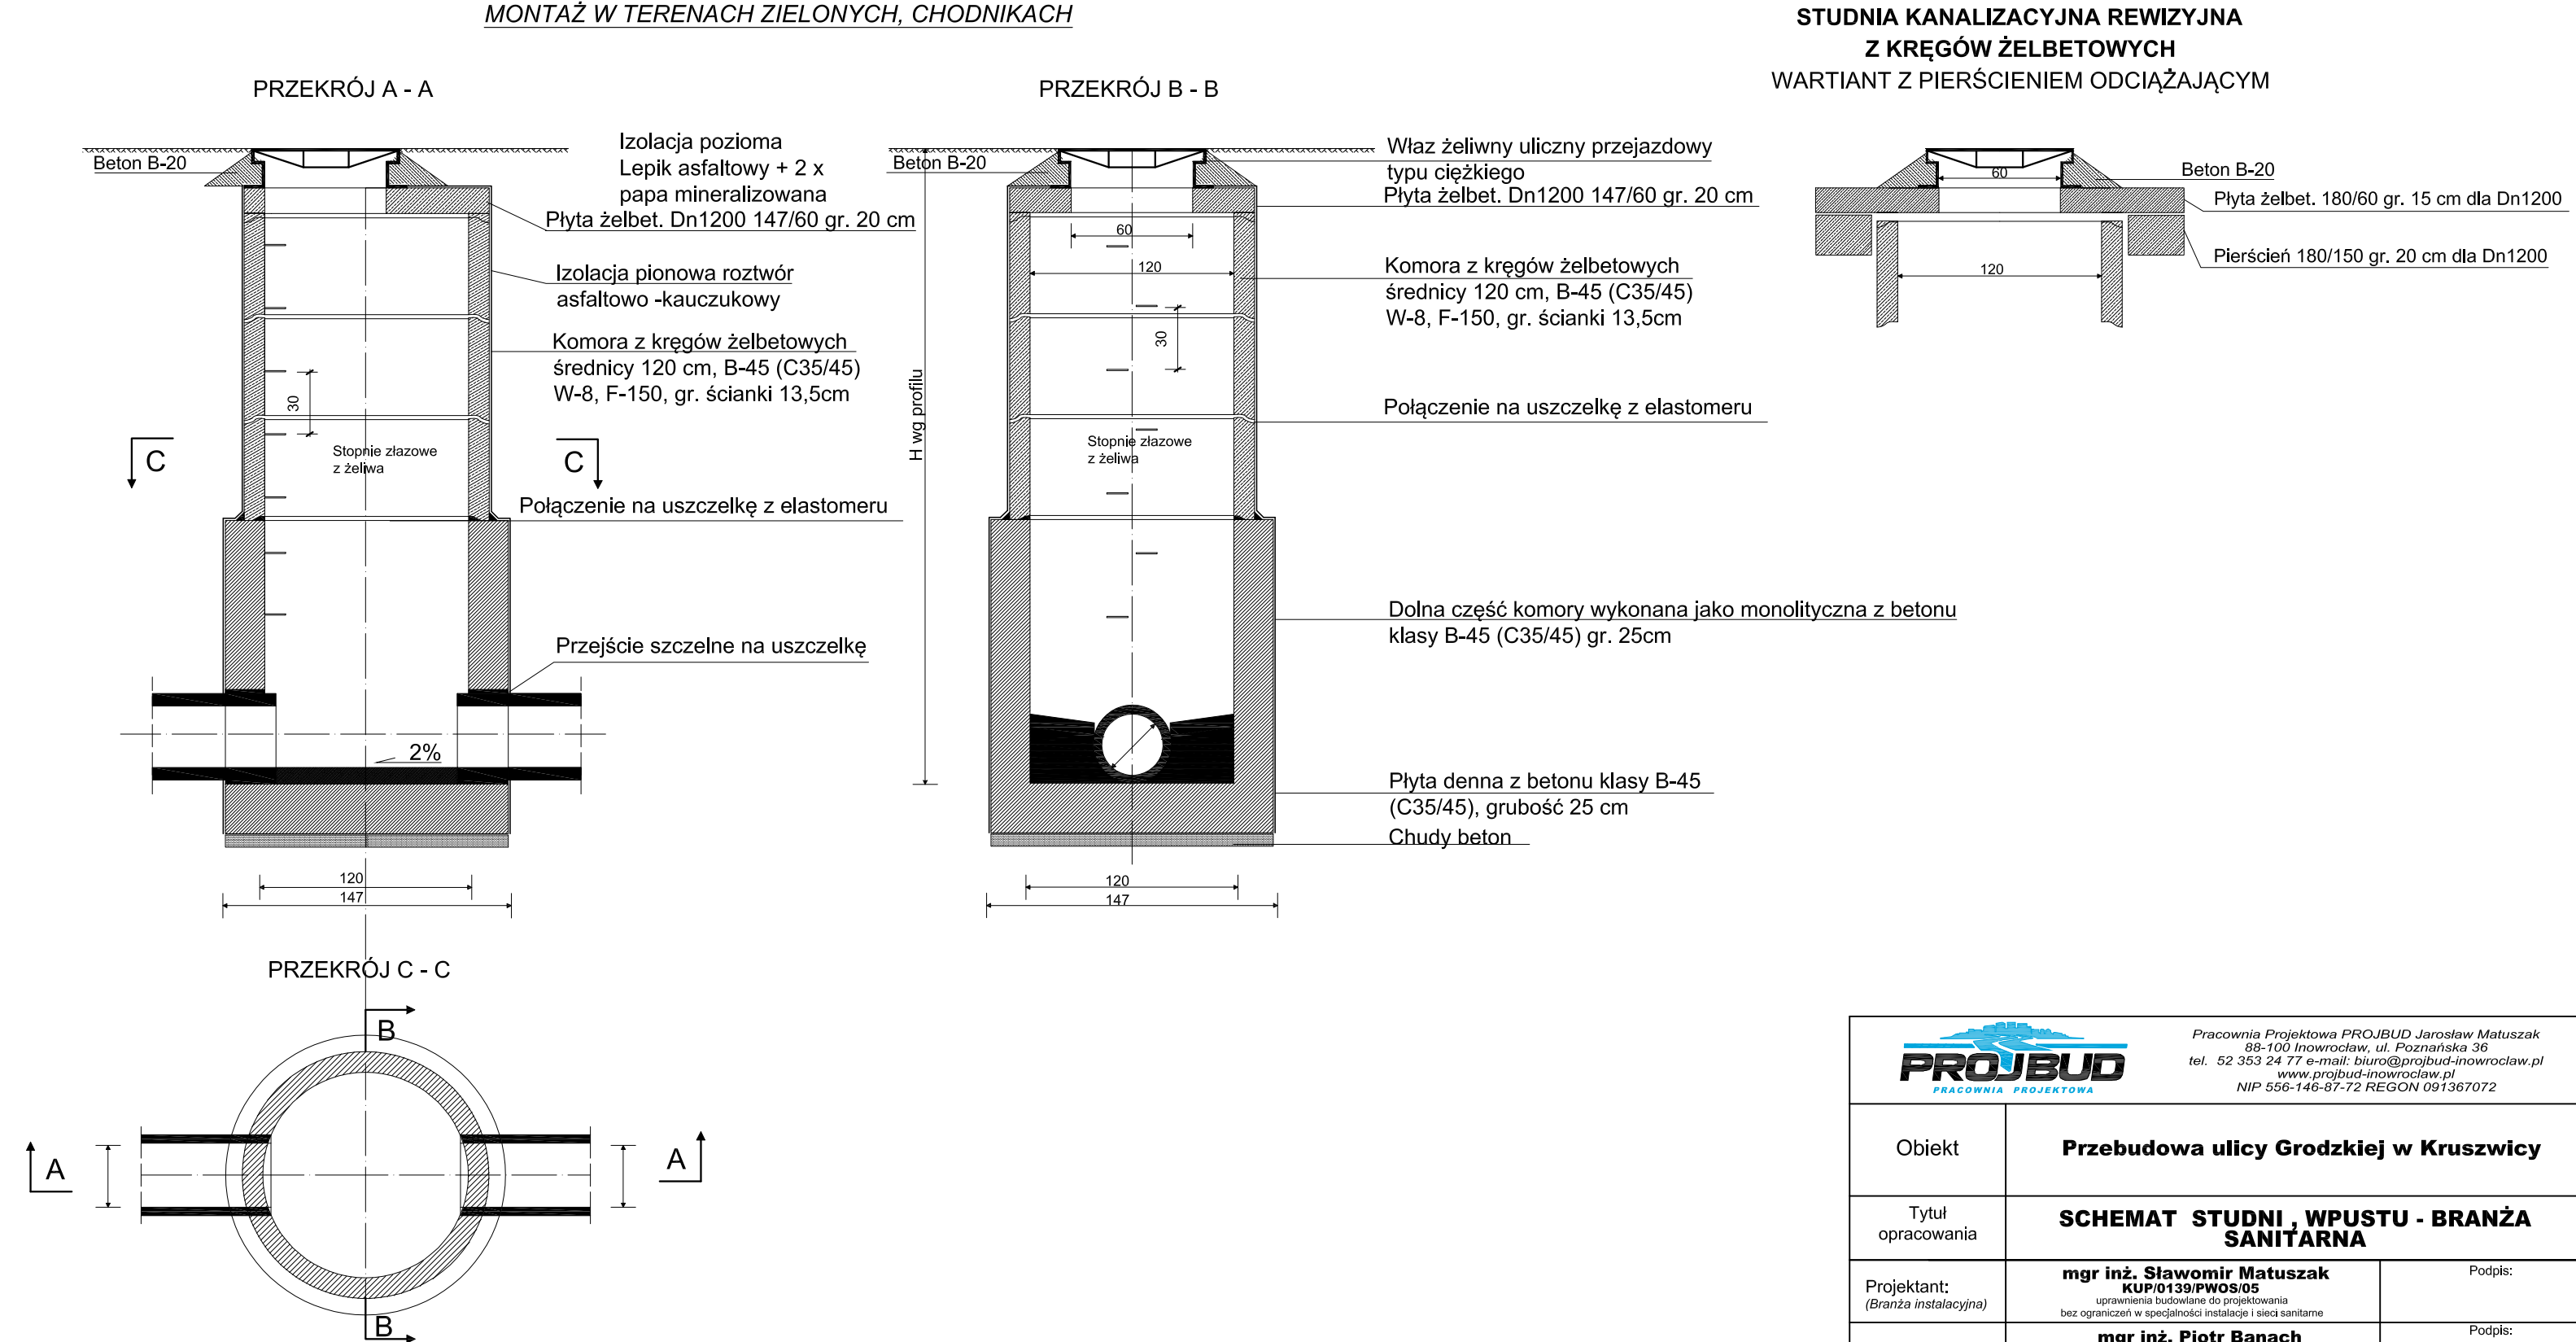 MONTAŻ W TERENACH ZIELONYCH, CHODNIKACH
STUDNIA KANALIZACYJNA REWIZYJNA
Z KRĘGÓW ŻELBETOWYCH
WARTIANT Z PIERŚCIENIEM ODCIĄŻAJĄCYM
PRZEKRÓJ A - A
Beton B-20
Izolacja pozioma
Lepik asfaltowy + 2 x
papa mineralizowana
Płyta żelbet. Dn1200 147/60 gr. 20 cm
Izolacja pionowa roztwór
asfaltowo -kauczukowy
Komora z kręgów żelbetowych
średnicy 120 cm, B-45 (C35/45)
W-8, F-150, gr. ścianki 13,5cm
30
Stopnie złazowe
z żeliwa
C
C
Połączenie na uszczelkę z elastomeru
Przejście szczelne na uszczelkę
2%
120
147
PRZEKRÓJ B - B
Beton B-20
Właz żeliwny uliczny przejazdowy
typu ciężkiego
Płyta żelbet. Dn1200 147/60 gr. 20 cm
60
120
Komora z kręgów żelbetowych
średnicy 120 cm, B-45 (C35/45)
W-8, F-150, gr. ścianki 13,5cm
30
H wg profilu
Połączenie na uszczelkę z elastomeru
Stopnie złazowe
z żeliwa
Dolna część komory wykonana jako monolityczna z betonu
klasy B-45 (C35/45) gr. 25cm
Płyta denna z betonu klasy B-45
(C35/45), grubość 25 cm
Chudy beton
120
147
60
Beton B-20
Płyta żelbet. 180/60 gr. 15 cm dla Dn1200
Pierścień 180/150 gr. 20 cm dla Dn1200
120
PRZEKRÓJ C - C
B
A
A
B
PROJBUD
PRACOWNIA PROJEKTOWA
Pracownia Projektowa PROJBUD Jarosław Matuszak
88-100 Inowrocław, ul. Poznańska 36
tel. 52 353 24 77 e-mail: biuro@projbud-inowroclaw.pl
www.projbud-inowroclaw.pl
NIP 556-146-87-72 REGON 091367072
Obiekt
Przebudowa ulicy Grodzkiej w Kruszwicy
Tytuł
opracowania
SCHEMAT STUDNI , WPUSTU - BRANŻA
SANITARNA
Projektant:
(Branża instalacyjna)
mgr inż. Sławomir Matuszak
KUP/0139/PWOS/05
uprawnienia budowlane do projektowania
bez ograniczeń w specjalności instalacje i sieci sanitarne
Podpis:
mgr inż. Piotr Banach
Podpis: